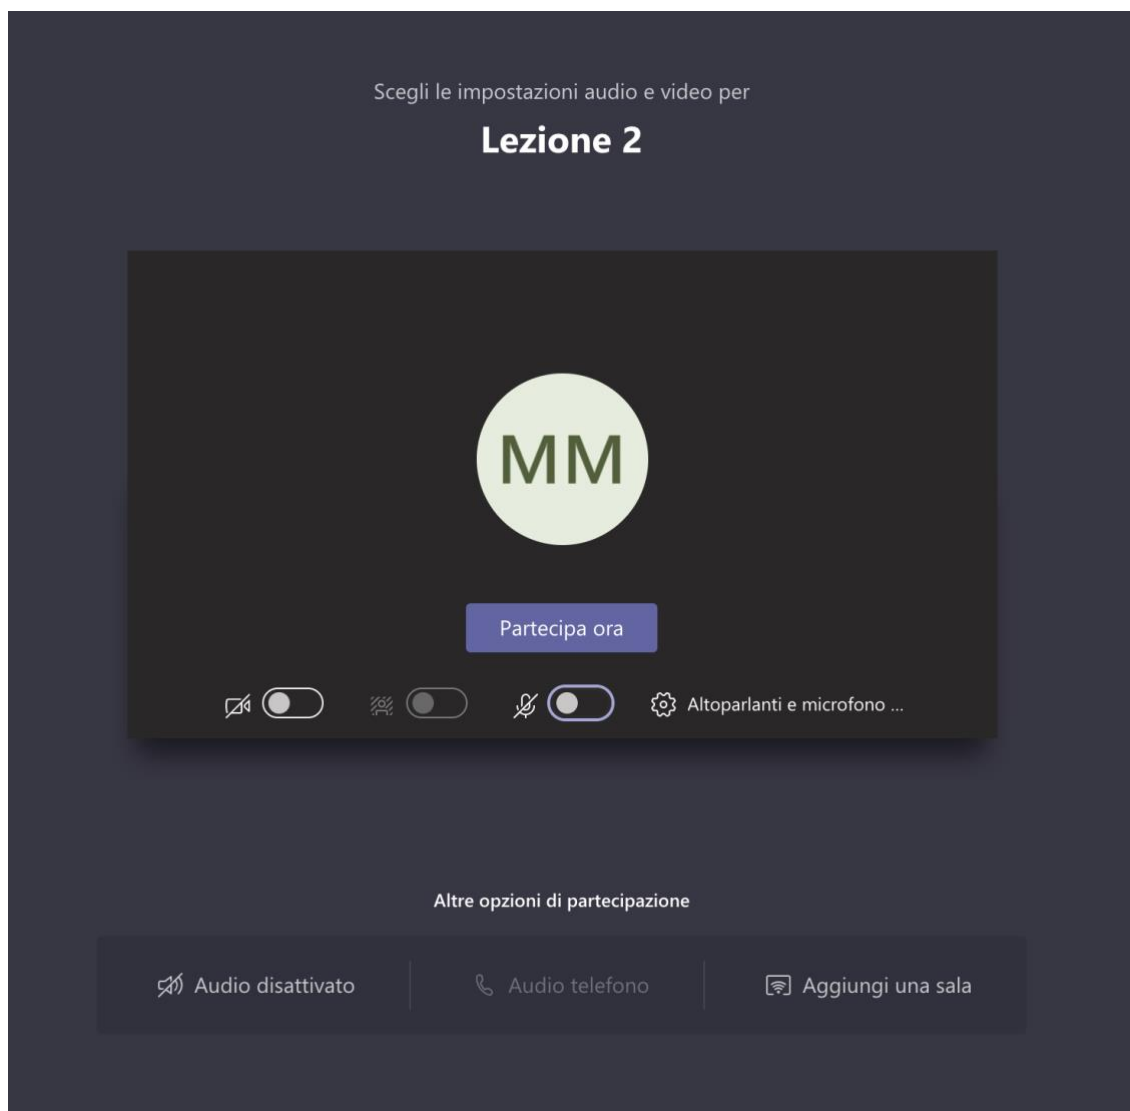 Scegli le impostazioni audio e video per
Lezione 2
MM
Partecipa ora
Altoparlanti e microfono ...
Altre opzioni di partecipazione
Audio disattivato
Audio telefono
Aggiungi una sala